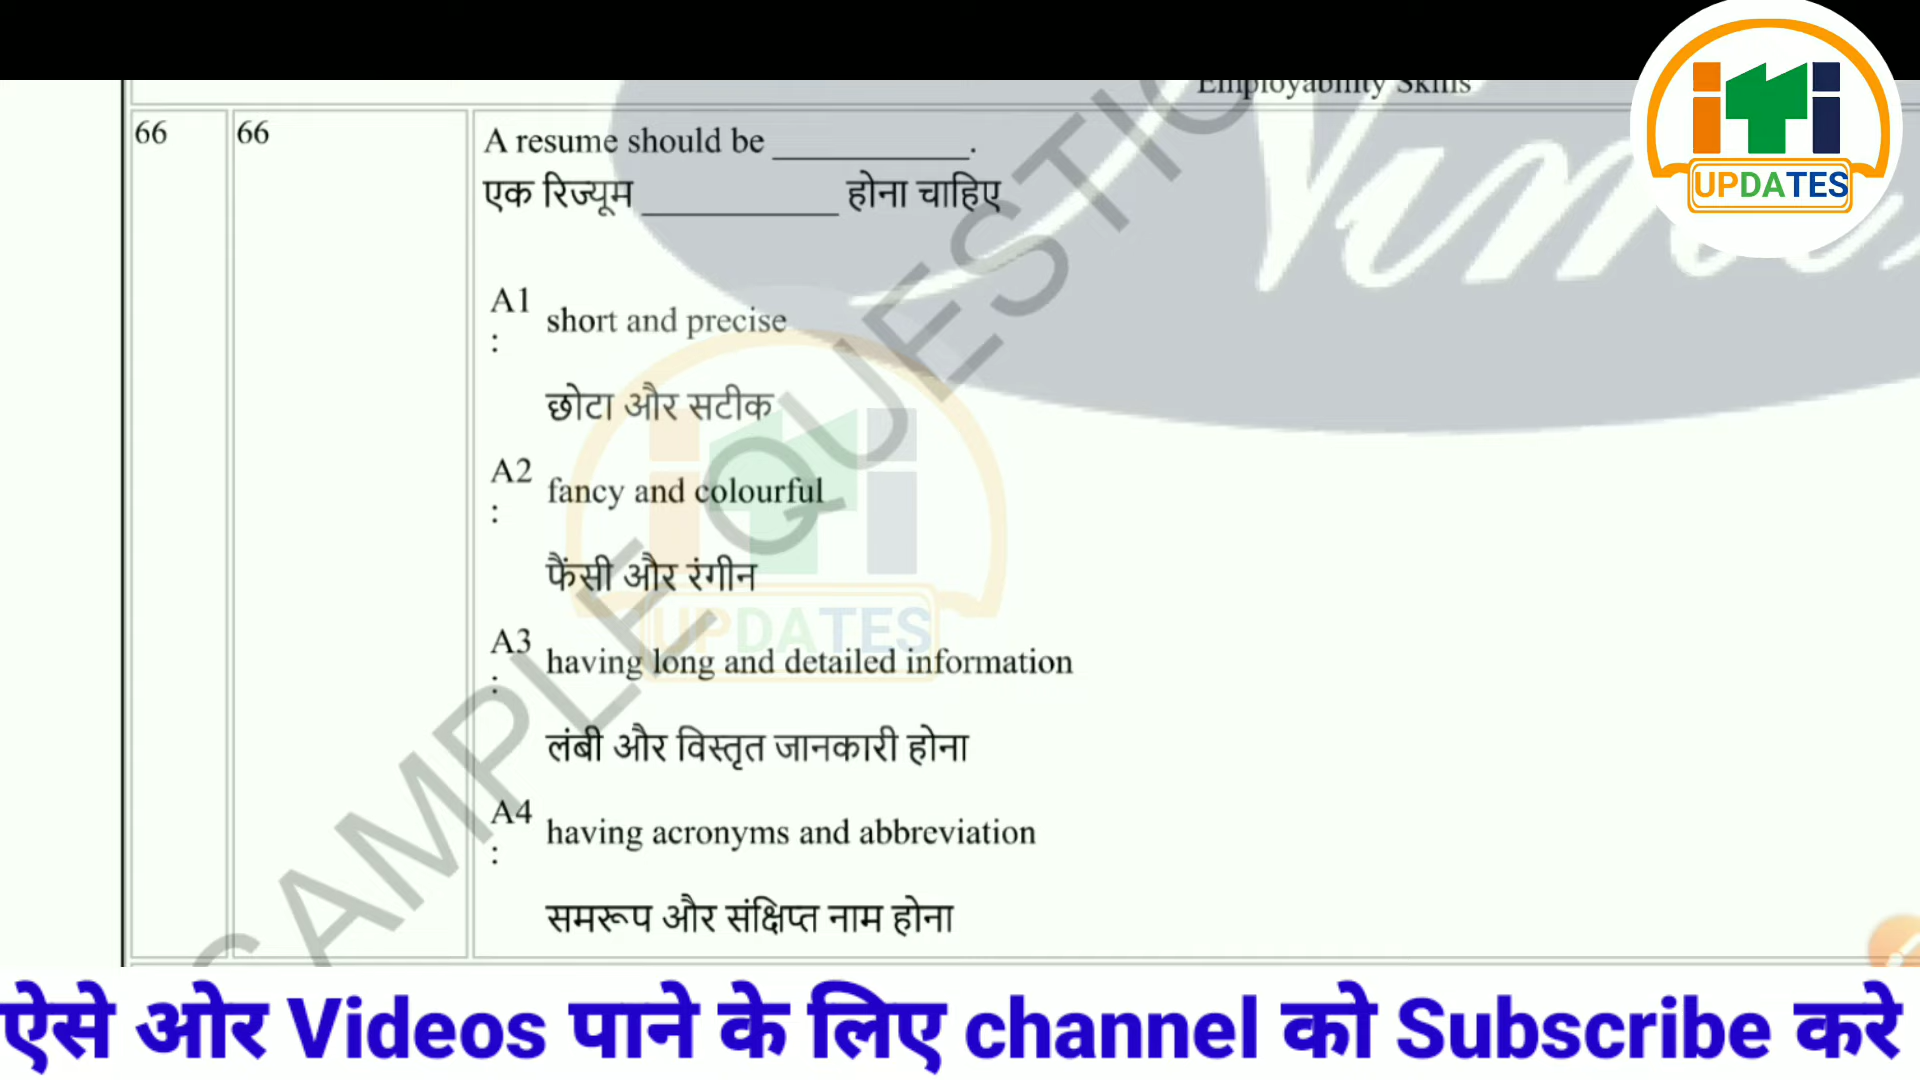 Employability Skills
66 66 A resume should be ____________.
एक रिज्यूम ____________ होना चाहिए
A1 : short and precise
छोटा और सटीक
A2 : fancy and colourful
फैंसी और रंगीन
A3 : having long and detailed information
लंबी और विस्तृत जानकारी होना
A4 : having acronyms and abbreviation
समरूप और संक्षिप्त नाम होना
SAMPLE QUESTIO
iTi
UPDATES
iTi
UPDATES
ऐसे ओर Videos पाने के लिए channel को Subscribe करे